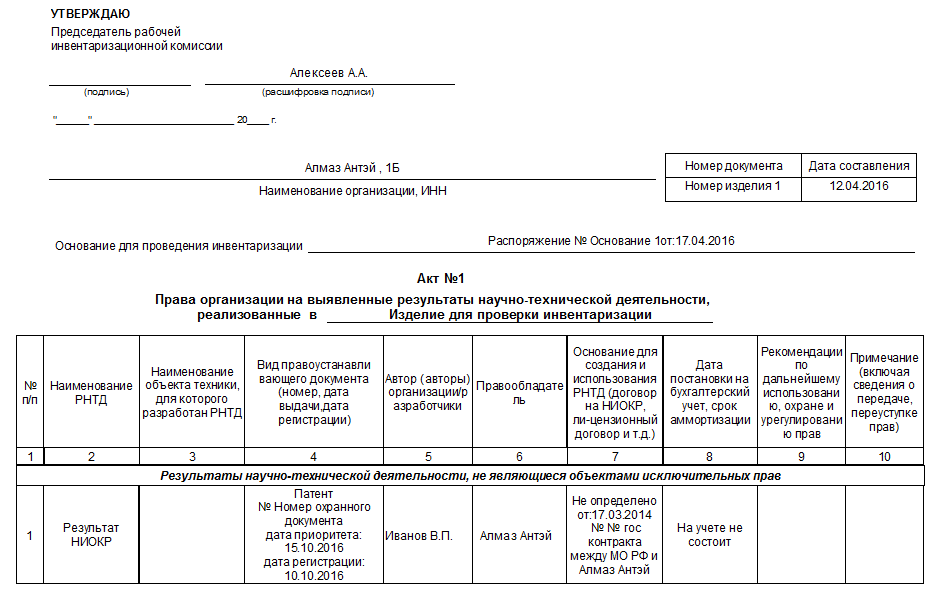 УТВЕРЖДАЮ
Председатель рабочей
инвентаризационной комиссии
Алексеев А.А.
(подпись)
(расшифровка подписи)
"______" __________________________ 20____ г.
Алмаз Антэй , 1Б
Наименование организации, ИНН
Номер документа
Дата составления
Номер изделия 1
12.04.2016
Основание для проведения инвентаризации
Распоряжение № Основание 1от:17.04.2016
Акт №1
Права организации на выявленные результаты научно-технической деятельности,
реализованные в Изделие для проверки инвентаризации
№
п/п
Наименование
РНТД
Наименование
объекта техники,
для которого
разработан РНТД
Вид правоустанавли
вающего документа
(номер, дата
выдачи,дата
регистрации)
Автор (авторы)
организации/р
азработчики
Правообладате
ль
Основание для
создания и
использования
РНТД (договор
на НИОКР,
ли-цензионный
договор и т.д.)
Дата
постановки на
бухгалтерский
учет, срок
аммортизации
Рекомендации
по
дальнейшему
использовани
ю, охране и
урегулировани
ю прав
Примечание
(включая
сведения о
передаче,
переуступке
прав)
1 2 3 4 5 6 7 8 9 10
Результаты научно-технической деятельности, не являющиеся объектами исключительных прав
1
Результат
НИОКР
Патент
№ Номер охранного
документа
дата приоритета:
15.10.2016
дата регистрации:
10.10.2016
Иванов В.П.
Алмаз Антэй
Не определено
от:17.03.2014
№ № гос
контракта
между МО РФ и
Алмаз Антэй
На учете не
состоит